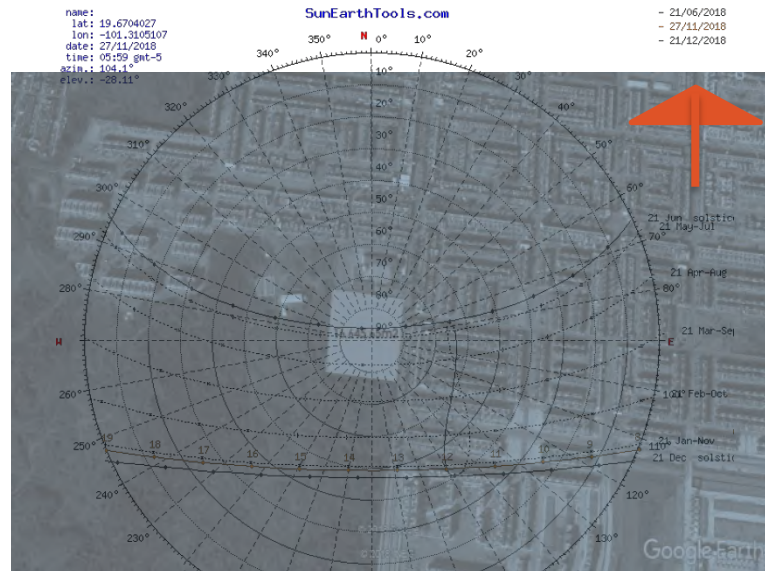 name:
lat: 19.6704027
lon: -101.3105107
date: 27/11/2018
time: 05:59 gmt-5
azim.: 104.1°
elev.: -28.11°
SunEarthTools.com
- 21/06/2018
- 27/11/2018
- 21/12/2018
N
350° 0° 10°
340° 20°
330° 30°
320° 40°
310° 50°
300° 60°
290° 70°
280° 80°
W E
260°
250° 110°
240° 120°
230° 130°
10°
20°
30°
40°
50°
60°
70°
80°
90°
21 Jun solstic
21 May-Jul
21 Apr-Aug
21 Mar-Sep
Feb-Oct
21 Jan-Nov
21 Dec solsti
19 18 17 16 15 14 13 12 11 10 9 8
Google Earth